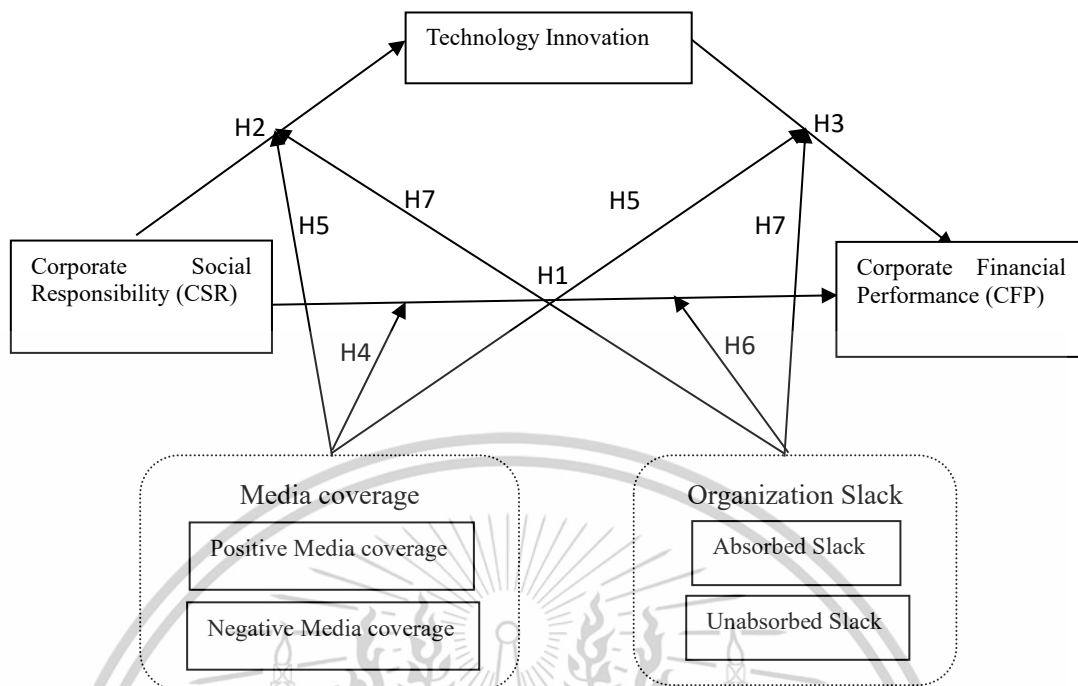 Technology Innovation
H2
H3
H7
H5
H5
H7
Corporate Social
Responsibility (CSR)
H1
Corporate Financial
Performance (CFP)
H4
H6
Media coverage
Organization Slack
Positive Media coverage
Absorbed Slack
Negative Media coverage
Unabsorbed Slack